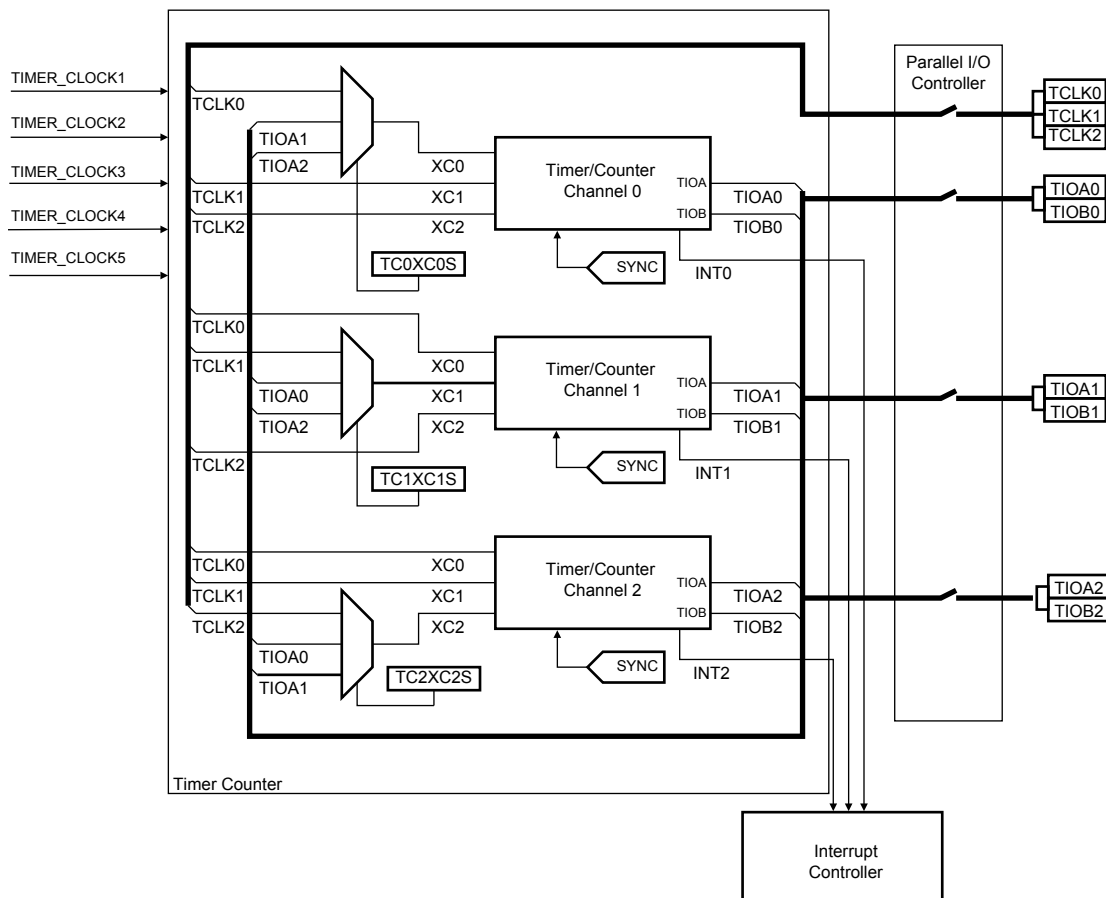 TIMER_CLOCK1
TIMER_CLOCK2
TIMER_CLOCK3
TIMER_CLOCK4
TIMER_CLOCK5
TCLK0
TIOA1
TIOA2
TCLK1
TCLK2
XC0
XC1
XC2
Timer/Counter
Channel 0
TIOA
TIOB
TIOA0
TIOB0
TC0XC0S
SYNC
INT0
TCLK0
TCLK1
TIOA0
TIOA2
TCLK2
XC0
XC1
XC2
Timer/Counter
Channel 1
TIOA
TIOB
TIOA1
TIOB1
TC1XC1S
SYNC
INT1
TCLK0
TCLK1
TCLK2
TIOA0
TIOA1
XC0
XC1
XC2
Timer/Counter
Channel 2
TIOA
TIOB
TIOA2
TIOB2
TC2XC2S
SYNC
INT2
Timer Counter
Parallel I/O
Controller
TCLK0
TCLK1
TCLK2
TIOA0
TIOB0
TIOA1
TIOB1
TIOA2
TIOB2
Interrupt
Controller